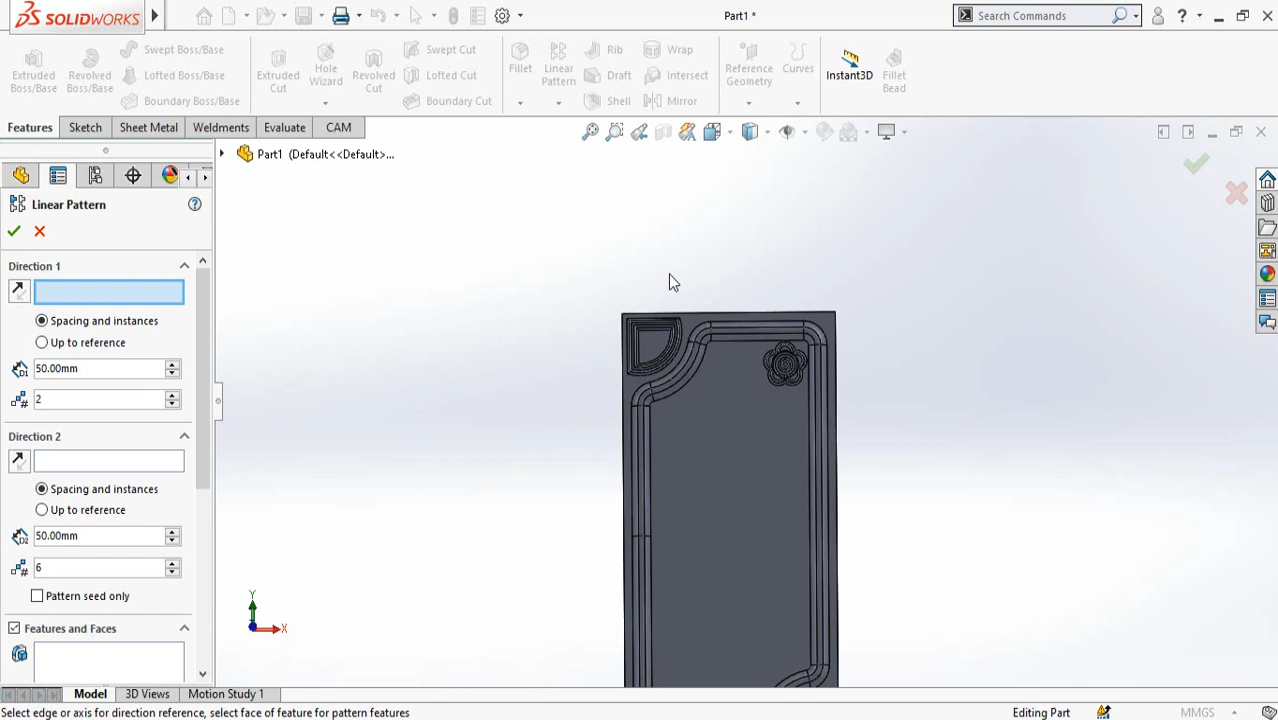 SOLIDWORKS
Part1 *
Search Commands
Extruded Boss/Base
Revolved Boss/Base
Swept Boss/Base
Lofted Boss/Base
Boundary Boss/Base
Extruded Cut
Hole Wizard
Revolved Cut
Swept Cut
Lofted Cut
Boundary Cut
Fillet
Linear Pattern
Rib
Draft
Shell
Wrap
Intersect
Mirror
Reference Geometry
Curves
Instant3D
Fillet Bead
Features
Sketch
Sheet Metal
Weldments
Evaluate
CAM
Part1 (Default<<Default>...
Linear Pattern
Direction 1
Spacing and instances
Up to reference
50.00mm
2
Direction 2
Spacing and instances
Up to reference
50.00mm
6
Pattern seed only
Features and Faces
Y
X
Model
3D Views
Motion Study 1
Select edge or axis for direction reference, select face of feature for pattern features
Editing Part
MMGS